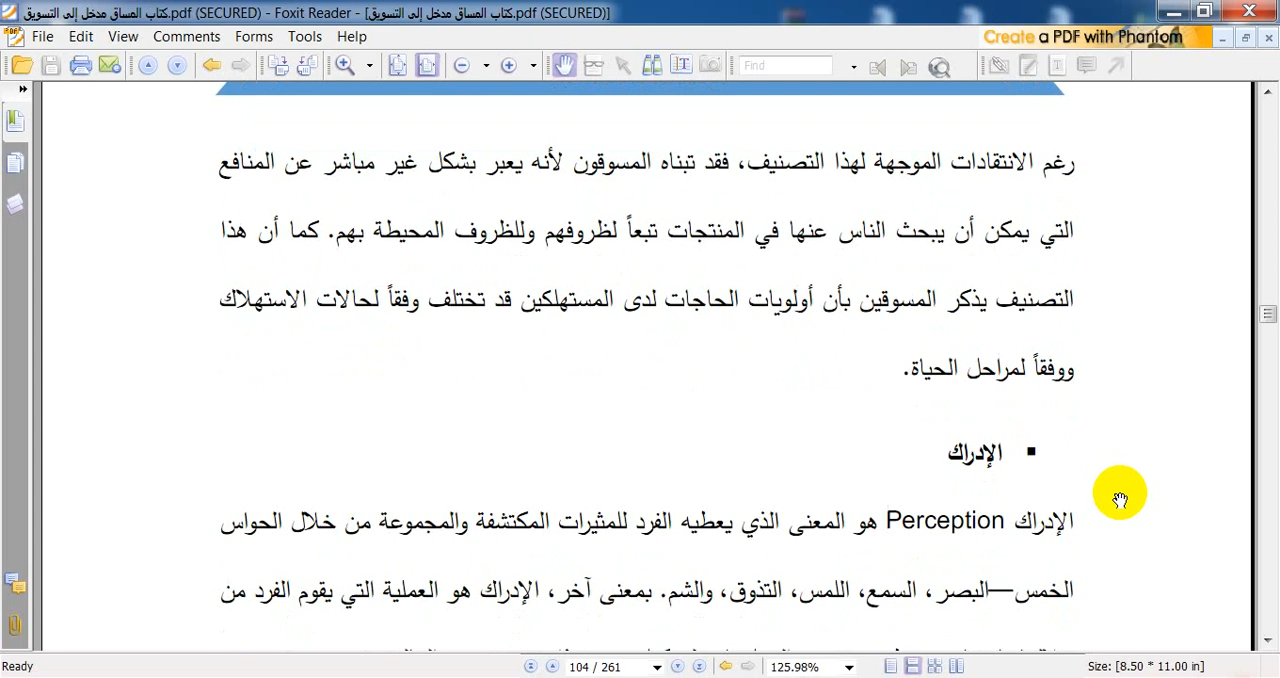 كتاب المساق مدخل إلى التسويق.pdf (SECURED) - Foxit Reader - [كتاب المساق مدخل إلى التسويق.pdf (SECURED)]
File Edit View Comments Forms Tools Help
Create a PDF with Phantom
Find
رغم الانتقادات الموجهة لهذا التصنيف، فقد تبناه المسوقون لأنه يعبر بشكل غير مباشر عن المنافع
التي يمكن أن يبحث الناس عنها في المنتجات تبعاً لظروفهم وللظروف المحيطة بهم. كما أن هذا
التصنيف يذكر المسوقين بأن أولويات الحاجات لدى المستهلكين قد تختلف وفقاً لحالات الاستهلاك
ووفقاً لمراحل الحياة.
▪ الإدراك
الإدراك Perception هو المعنى الذي يعطيه الفرد للمثيرات المكتشفة والمجموعة من خلال الحواس
الخمس—البصر، السمع، اللمس، التذوق، والشم. بمعنى آخر، الإدراك هو العملية التي يقوم الفرد من
Ready 104 / 261 125.98% Size: [8.50 * 11.00 in]